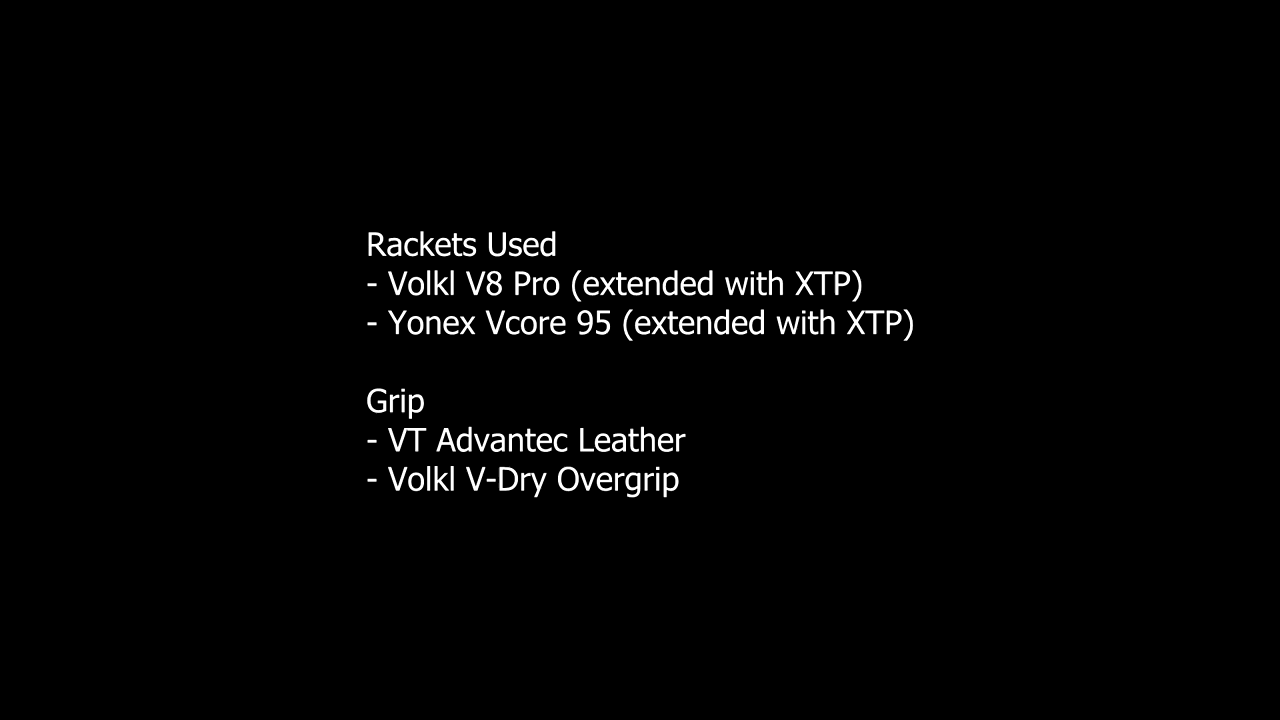 Rackets Used
- Volkl V8 Pro (extended with XTP)
- Yonex Vcore 95 (extended with XTP)
Grip
- VT Advantec Leather
- Volkl V-Dry Overgrip